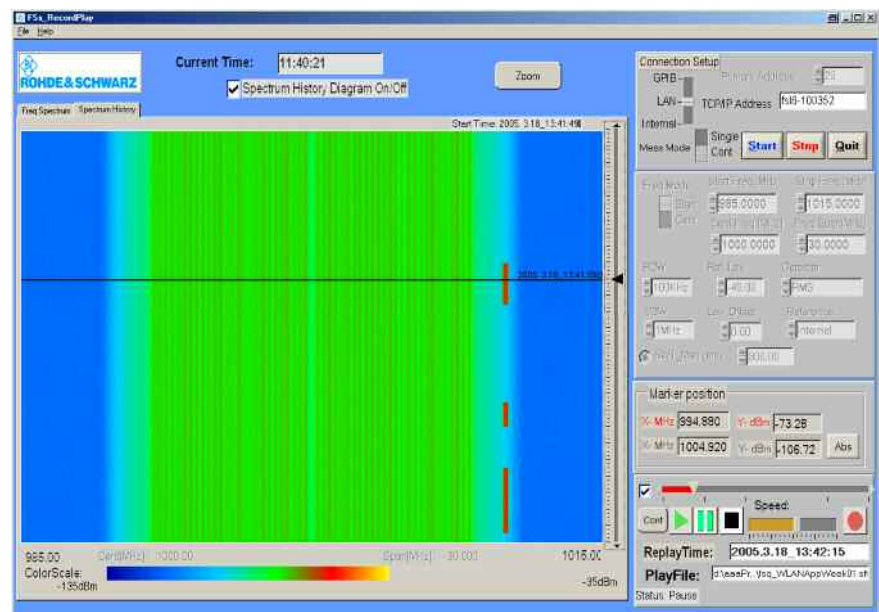 FSx_RecordPlay
File Help
ROHDE&SCHWARZ
Current Time: 11:40:21
Spectrum History Diagram On/Off
Zoom
Freq Spectrum Spectrum History
Start Time: 2005. 3.18_13:41.49
Connection Setup
GPIB
Primary Address
LAN
TCP/IP Address fsl6-100352
Internal
Meas Mode Single
Cont
Start Stop Quit
Freq Mode Start Freq (MHz) Stop Freq (MHz)
Start 985.0000 1015.0000
Cent
1000.0000 30.0000
RBW Ref. Lev. Detector
100KHz -40.00 RMS
VBW Lev. Offset Reference
1MHz 0.00 Internal
Marker position
X- MHz 994.880 Y- dBm -73.28
X- MHz 1004.920 Y- dBm -106.72 Abs
Speed:
Cont
ReplayTime: 2005.3.18_13:42:15
PlayFile:
Status: Pause
985.00 Cent[MHz] 1000.00 Span[MHz] 30.000 1015.00
ColorScale:
-135dBm -35dBm